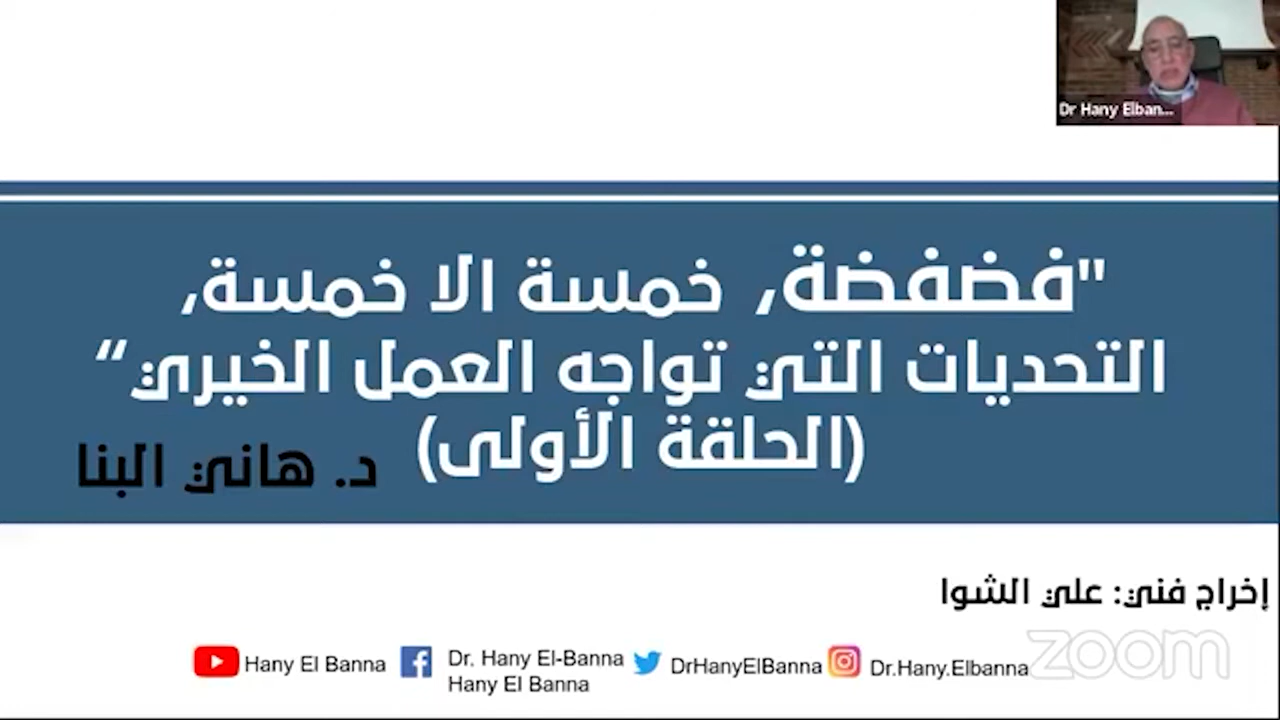 Dr Hany Elban...
"فضفضة, خمسة الا خمسة,
التحديات التي تواجه العمل الخيري“
(الحلقة الأولى)
د. هاني البنا
إخراج فني: علي الشوا
zoom
Hany El Banna
Dr. Hany El-Banna
Hany El Banna
DrHanyElBanna
Dr.Hany.Elbanna